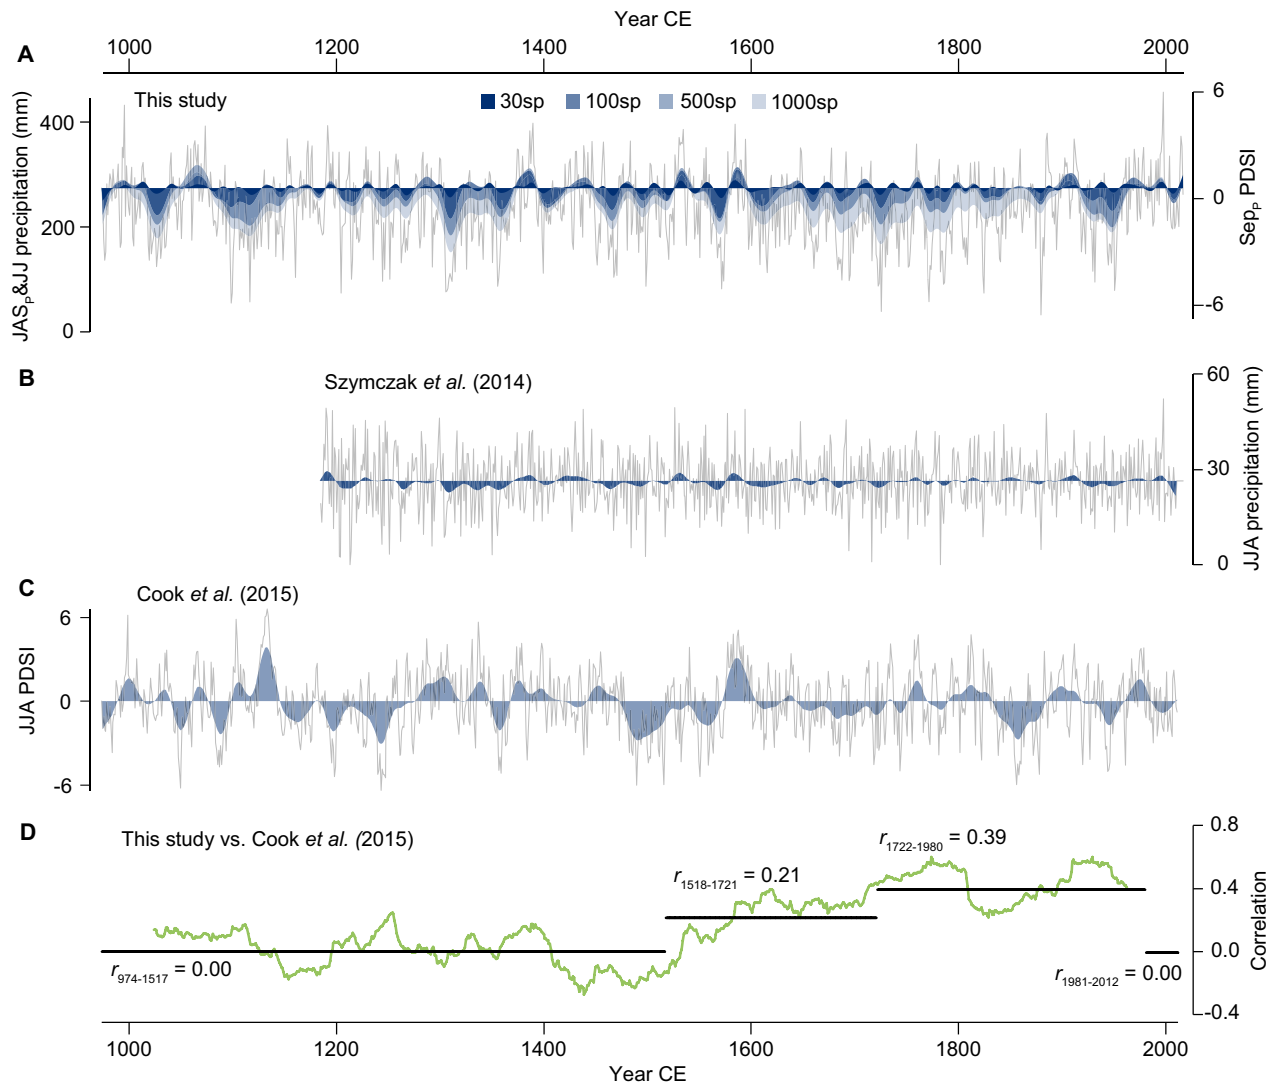 Year CE
A
1000 1200 1400 1600 1800 2000
This study
30sp 100sp 500sp 1000sp
400
200
0
JASP&JJ precipitation (mm)
6
0
-6
SepP PDSI
B
Szymczak et al. (2014)
60
30
0
JJA precipitation (mm)
C
Cook et al. (2015)
6
0
-6
JJA PDSI
D
This study vs. Cook et al. (2015)
r974-1517 = 0.00
r1518-1721 = 0.21
r1722-1980 = 0.39
r1981-2012 = 0.00
0.8
0.4
0.0
-0.4
Correlation
1000 1200 1400 1600 1800 2000
Year CE